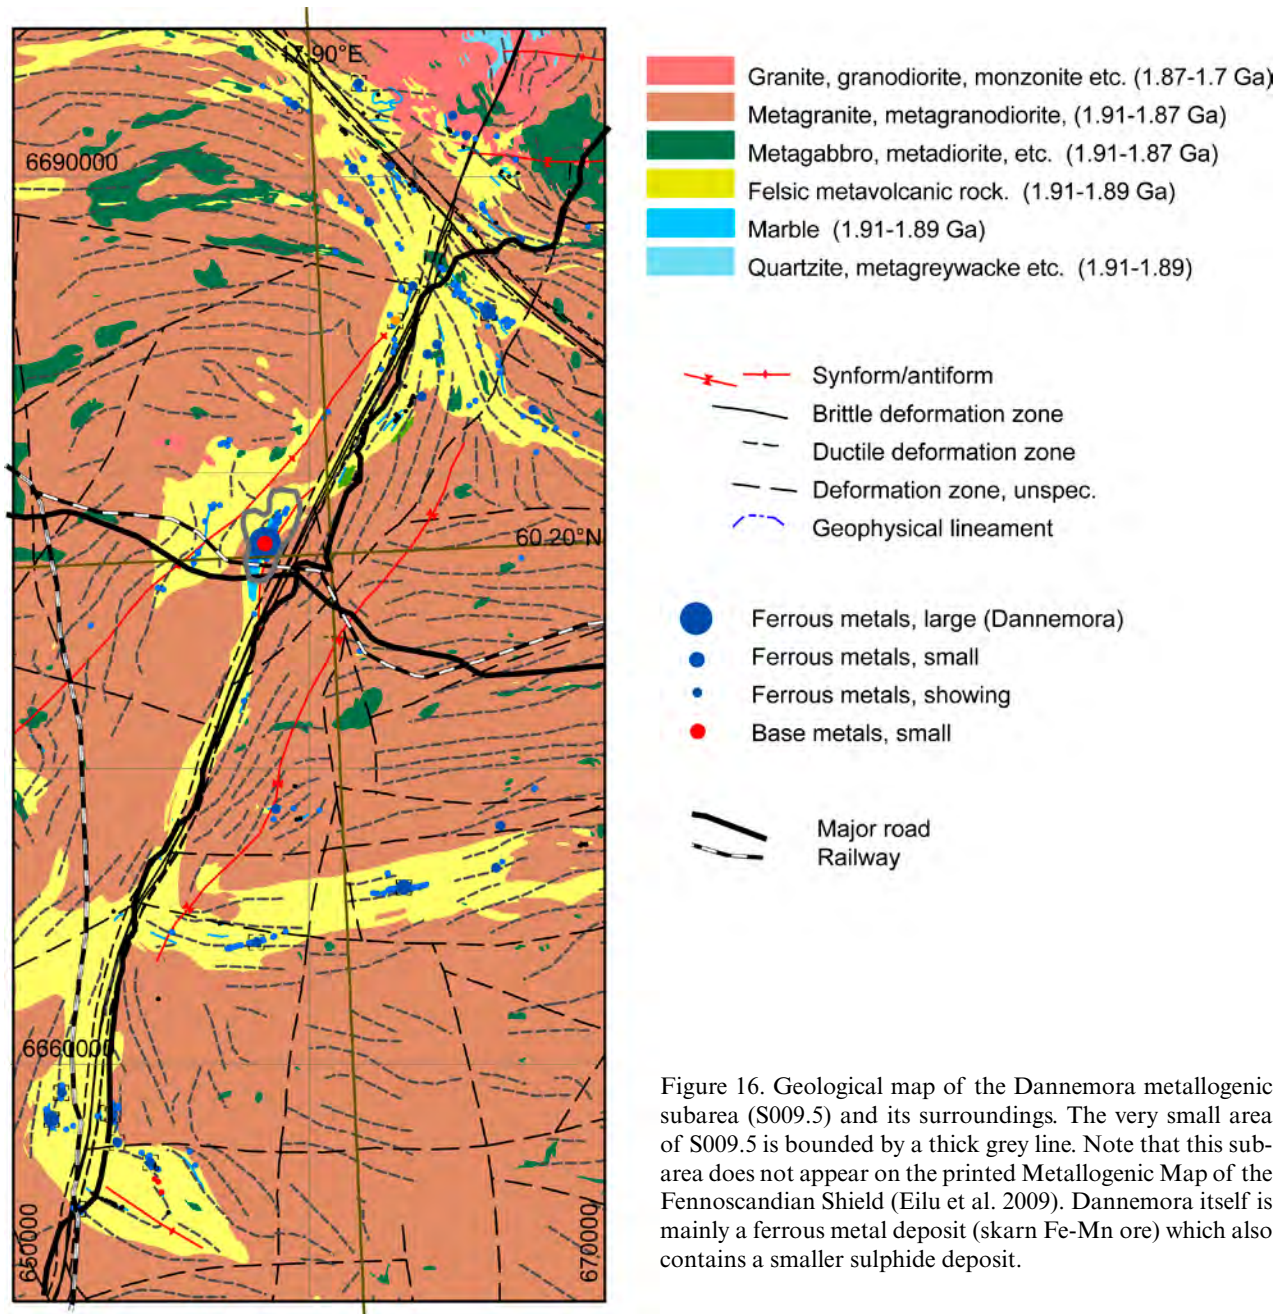 17.90°E
6690000
60.20°N
6660000
650000
670000
Granite, granodiorite, monzonite etc. (1.87-1.7 Ga)
Metagranite, metagranodiorite, (1.91-1.87 Ga)
Metagabbro, metadiorite, etc. (1.91-1.87 Ga)
Felsic metavolcanic rock. (1.91-1.89 Ga)
Marble (1.91-1.89 Ga)
Quartzite, metagreywacke etc. (1.91-1.89)
Synform/antiform
Brittle deformation zone
Ductile deformation zone
Deformation zone, unspec.
Geophysical lineament
Ferrous metals, large (Dannemora)
Ferrous metals, small
Ferrous metals, showing
Base metals, small
Major road
Railway
Figure 16. Geological map of the Dannemora metallogenic
subarea (S009.5) and its surroundings. The very small area
of S009.5 is bounded by a thick grey line. Note that this sub-
area does not appear on the printed Metallogenic Map of the
Fennoscandian Shield (Eilu et al. 2009). Dannemora itself is
mainly a ferrous metal deposit (skarn Fe-Mn ore) which also
contains a smaller sulphide deposit.